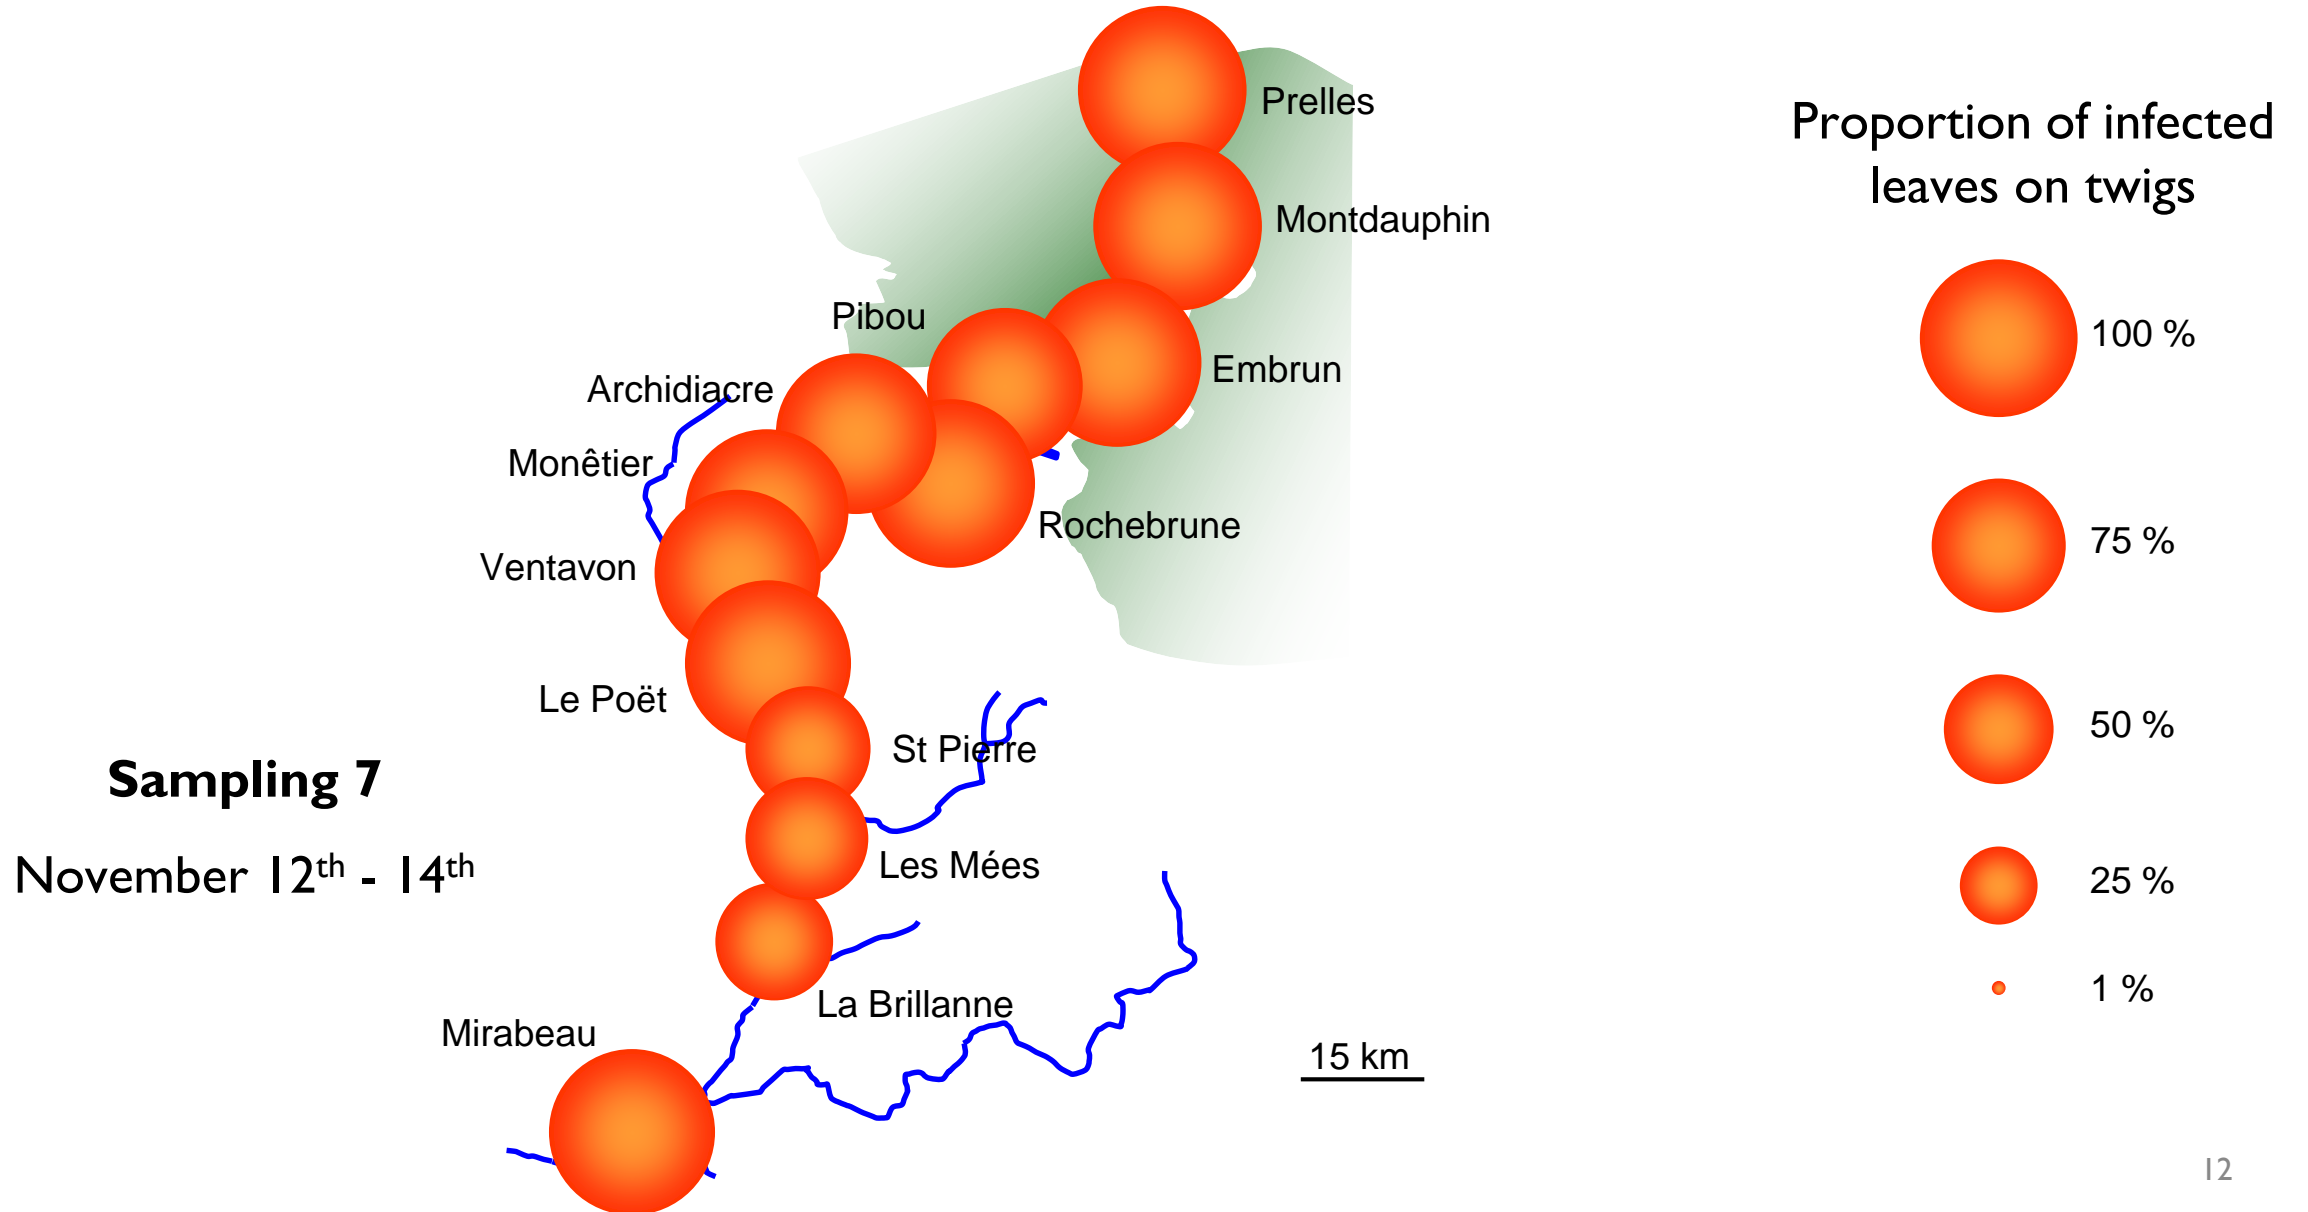 Prelles
Montdauphin
Pibou
Embrun
Archidiacre
Monêtier
Rochebrune
Ventavon
Le Poët
St Pierre
Les Mées
La Brillanne
Mirabeau
Sampling 7
November 12th - 14th
15 km
Proportion of infected
leaves on twigs
100 %
75 %
50 %
25 %
1 %
12